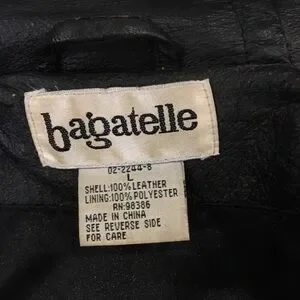 bagatelle
02-2244-8
L
SHELL:100% LEATHER
LINING:100% POLYESTER
RN:98386
MADE IN CHINA
SEE REVERSE SIDE
FOR CARE